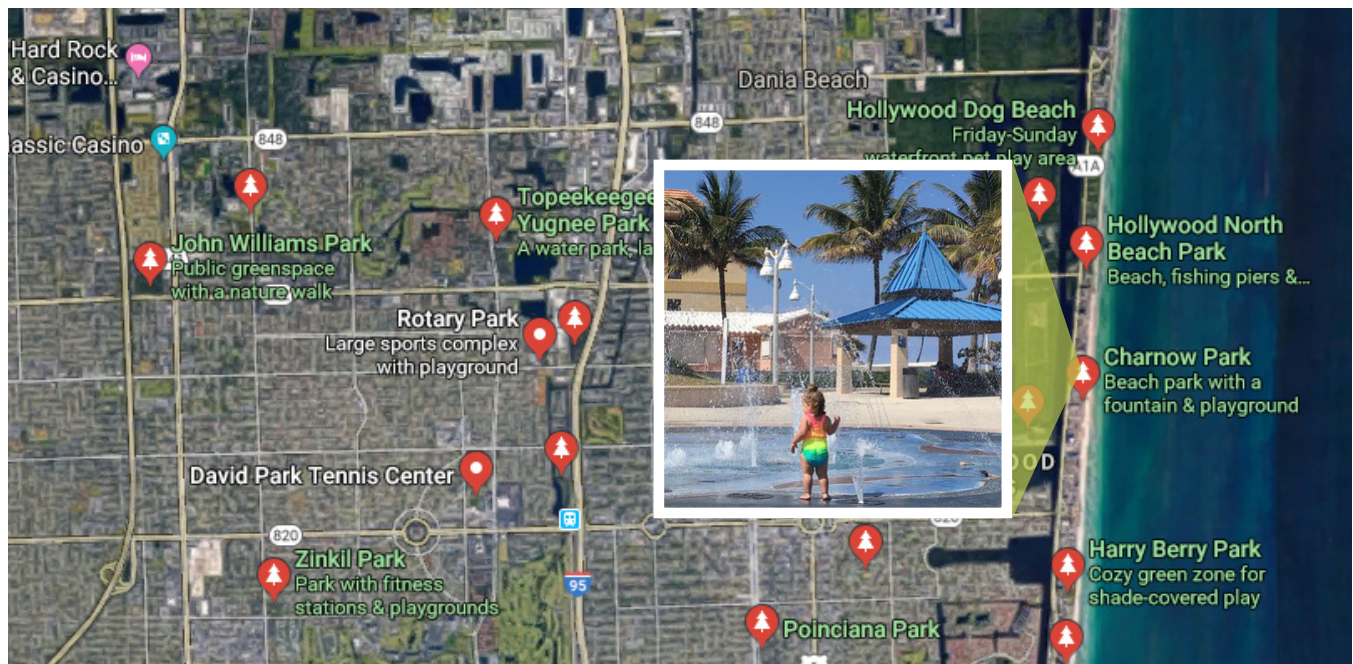 Hard Rock
& Casino...
assic Casino
848
848
Dania Beach
Hollywood Dog Beach
Friday-Sunday
waterfront pet play area
A1A
Topeekeegee
Yugnee Park
A water park, la
John Williams Park
Public greenspace
with a nature walk
Hollywood North
Beach Park
Beach, fishing piers &...
Rotary Park
Large sports complex
with playground
Charnow Park
Beach park with a
fountain & playground
David Park Tennis Center
OOD
820
Zinkil Park
Park with fitness
stations & playgrounds
95
Harry Berry Park
Cozy green zone for
shade-covered play
Poinciana Park